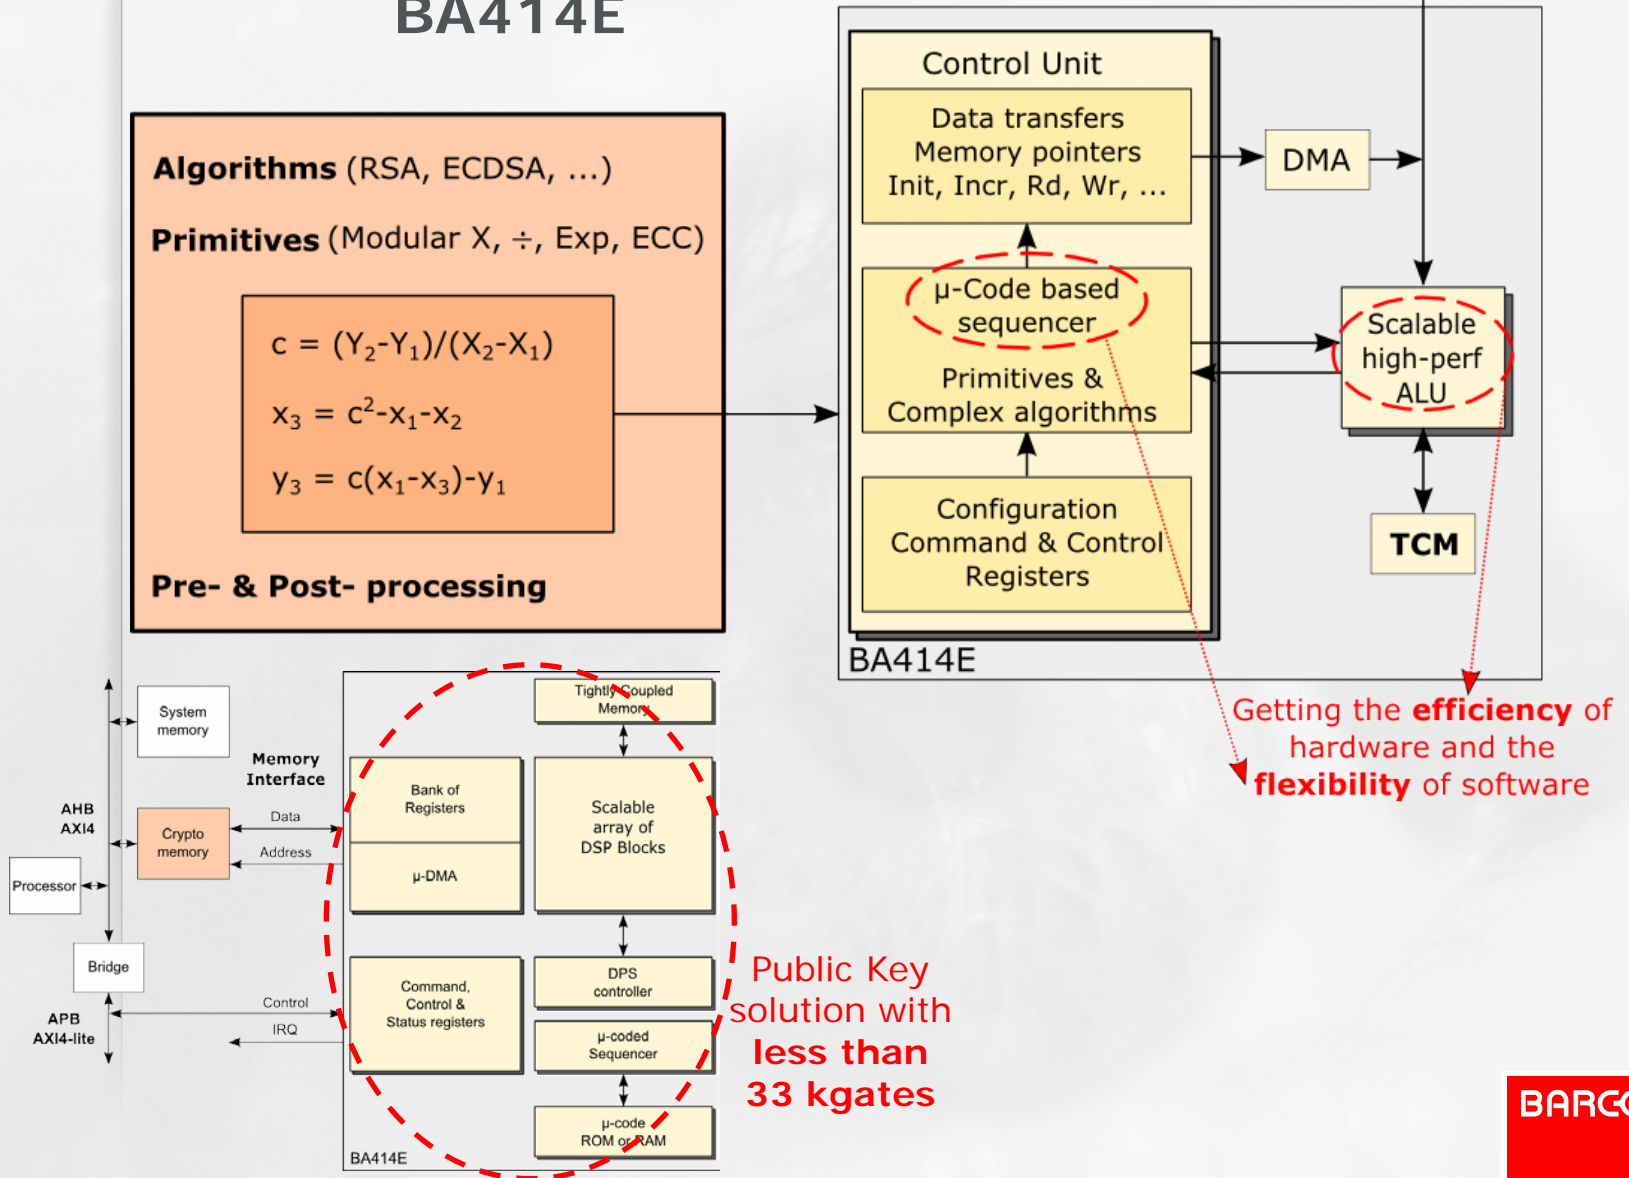 BA414E
Algorithms (RSA, ECDSA, ...)
Primitives (Modular X, ÷, Exp, ECC)
c = (Y₂-Y₁)/(X₂-X₁)
x₃ = c²-x₁-x₂
y₃ = c(x₁-x₃)-y₁
Pre- & Post- processing
Control Unit
Data transfers
Memory pointers
Init, Incr, Rd, Wr, ...
µ-Code based
sequencer
Primitives &
Complex algorithms
Configuration
Command & Control
Registers
BA414E
DMA
Scalable
high-perf
ALU
TCM
Getting the efficiency of
hardware and the
flexibility of software
System
memory
Memory
Interface
AHB
AXI4
Crypto
memory
Data
Address
Processor
Bridge
APB
AXI4-lite
Control
IRQ
Tightly Coupled
Memory
Bank of
Registers
µ-DMA
Scalable
array of
DSP Blocks
Command,
Control &
Status registers
DPS
controller
µ-coded
Sequencer
µ-code
ROM or RAM
BA414E
Public Key
solution with
less than
33 kgates